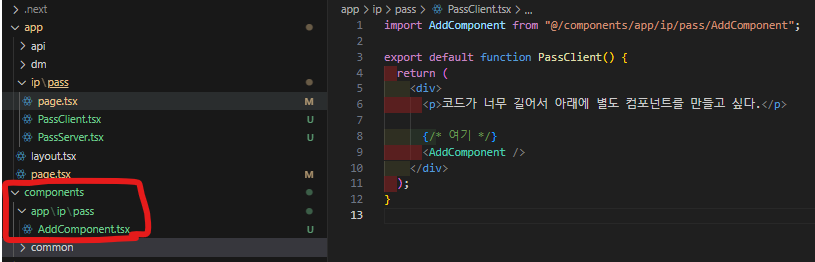 .next
app
api
dm
ip\pass
page.tsx M
PassClient.tsx U
PassServer.tsx U
layout.tsx
page.tsx M
components
app\ip\pass
AddComponent.tsx U
common
app > ip > pass > PassClient.tsx > ...
1 import AddComponent from "@/components/app/ip/pass/AddComponent";
2
3 export default function PassClient() {
4 return (
5 <div>
6 <p>코드가 너무 길어서 아래에 별도 컴포넌트를 만들고 싶다.</p>
7
8 {/* 여기 */}
9 <AddComponent />
10 </div>
11 );
12 }
13